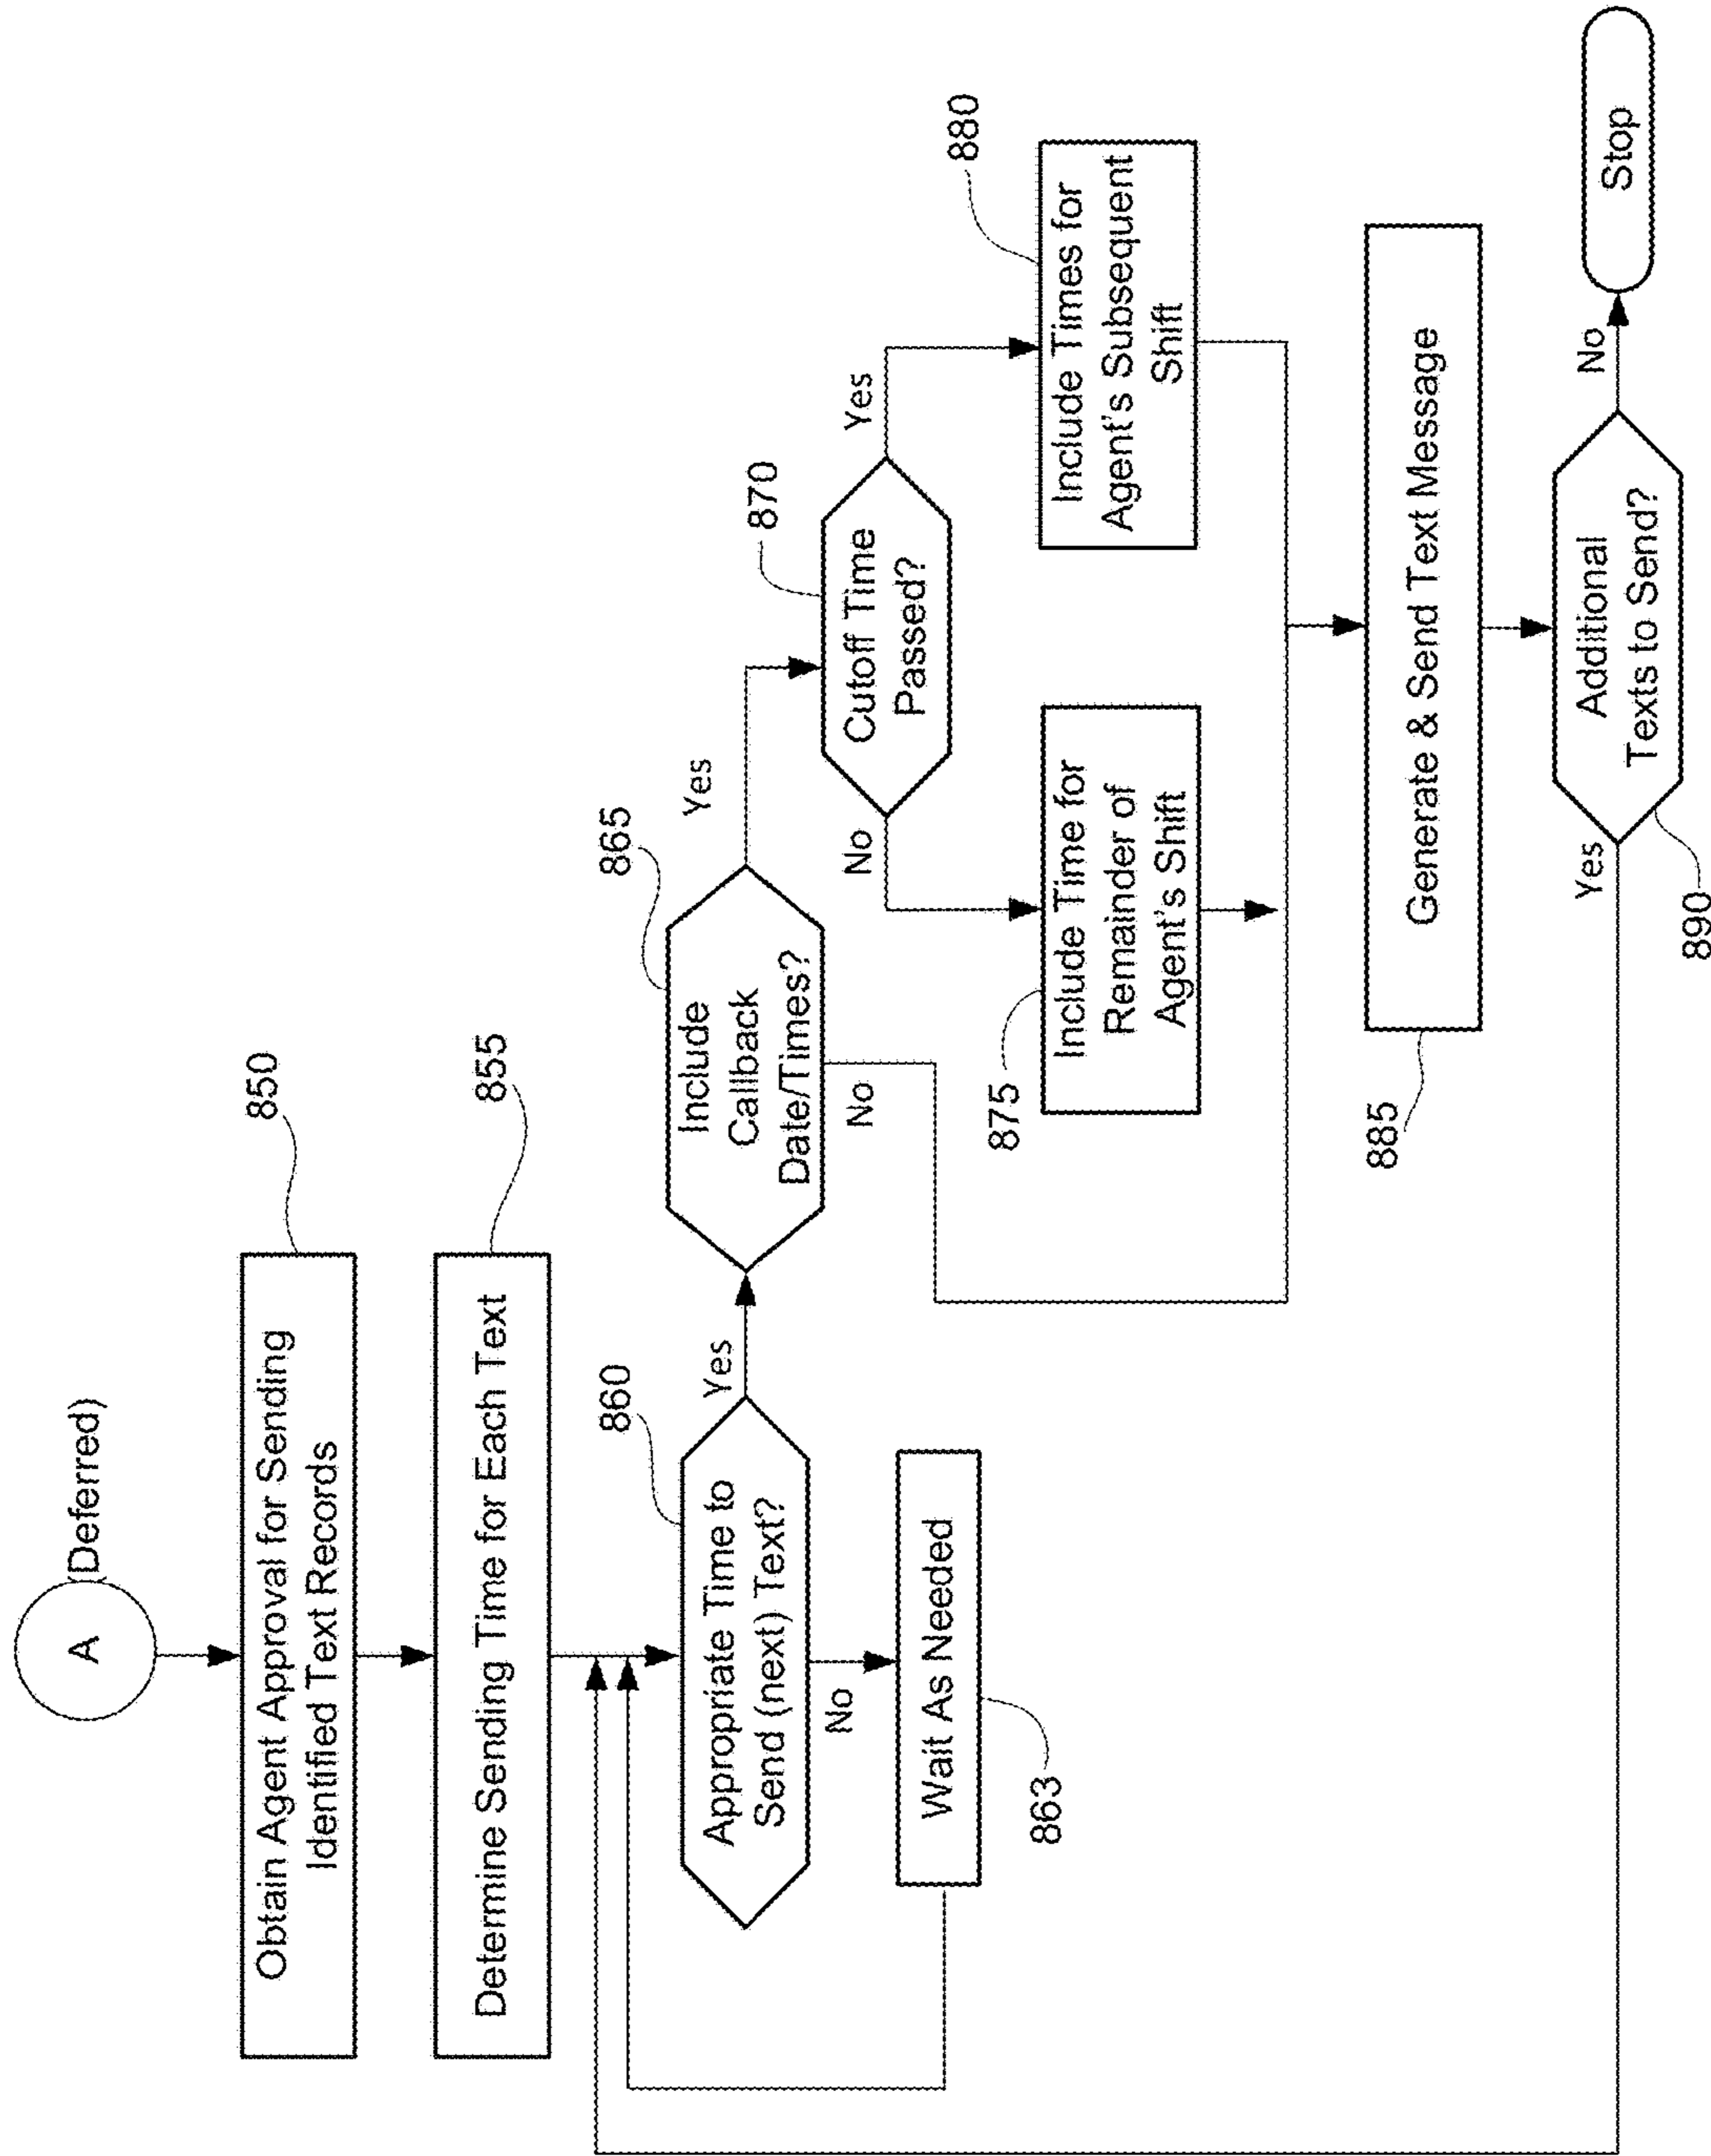 A
(Deferred)
850
Obtain Agent Approval for Sending
Identified Text Records
855
Determine Sending Time for Each Text
860
Appropriate Time to
Send (next) Text?
Yes
No
Wait As Needed
863
865
Include
Callback
Date/Times?
Yes
No
870
Cutoff Time
Passed?
No
Yes
875
Include Time for
Remainder of
Agent's Shift
880
Include Times for
Agent's Subsequent
Shift
885
Generate & Send Text Message
890
Additional
Texts to Send?
Yes
No
Stop